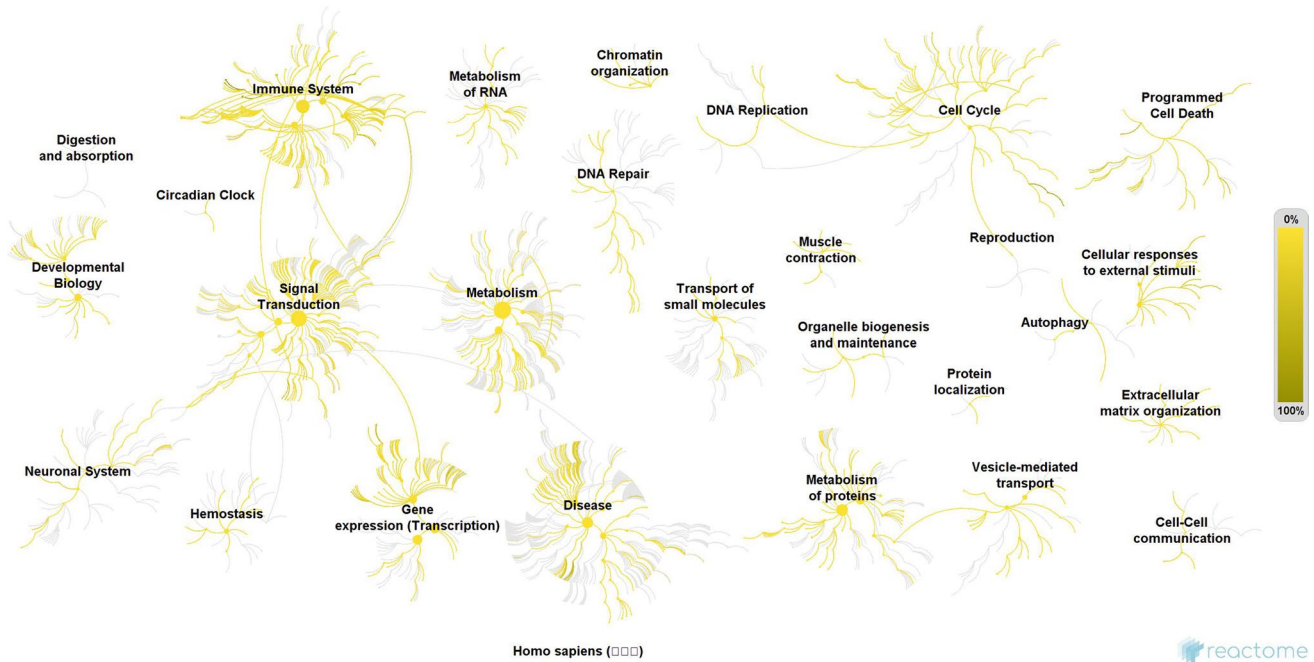 Immune System
Metabolism
of RNA
Chromatin
organization
DNA Replication
Cell Cycle
Programmed
Cell Death
Digestion
and absorption
Circadian Clock
DNA Repair
Developmental
Biology
Signal
Transduction
Metabolism
Transport of
small molecules
Muscle
contraction
Reproduction
Cellular responses
to external stimuli
0%
100%
Organelle biogenesis
and maintenance
Autophagy
Protein
localization
Extracellular
matrix organization
Neuronal System
Hemostasis
Gene
expression (Transcription)
Disease
Metabolism
of proteins
Vesicle-mediated
transport
Cell-Cell
communication
Homo sapiens (□□□)
reactome